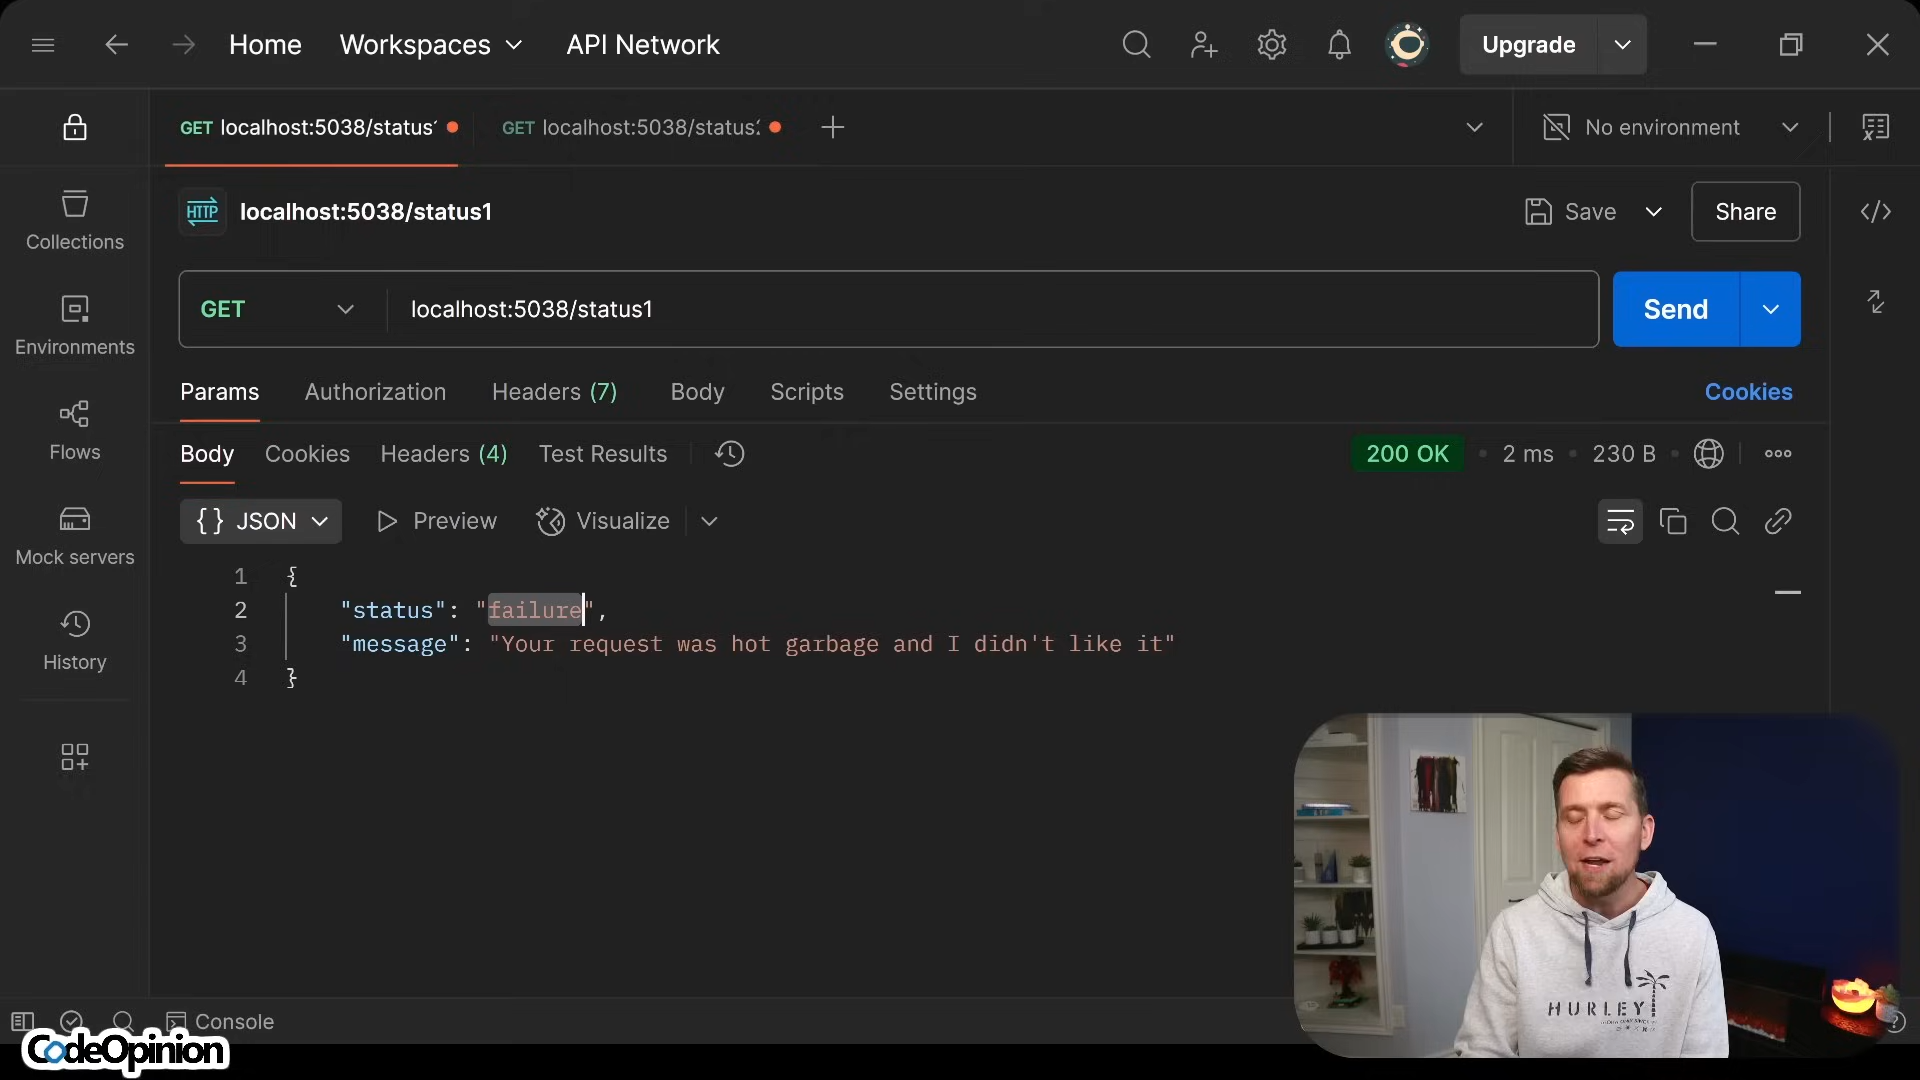 Home Workspaces API Network Upgrade
GET localhost:5038/status1 GET localhost:5038/status2 No environment
HTTP localhost:5038/status1 Save Share
GET localhost:5038/status1 Send
Params Authorization Headers (7) Body Scripts Settings Cookies
Body Cookies Headers (4) Test Results 200 OK • 2 ms • 230 B •
{} JSON Preview Visualize
1 {
2 "status": "failure",
3 "message": "Your request was hot garbage and I didn't like it"
4 }
Collections
Environments
Flows
Mock servers
History
HURLEY
Console
CodeOpinion